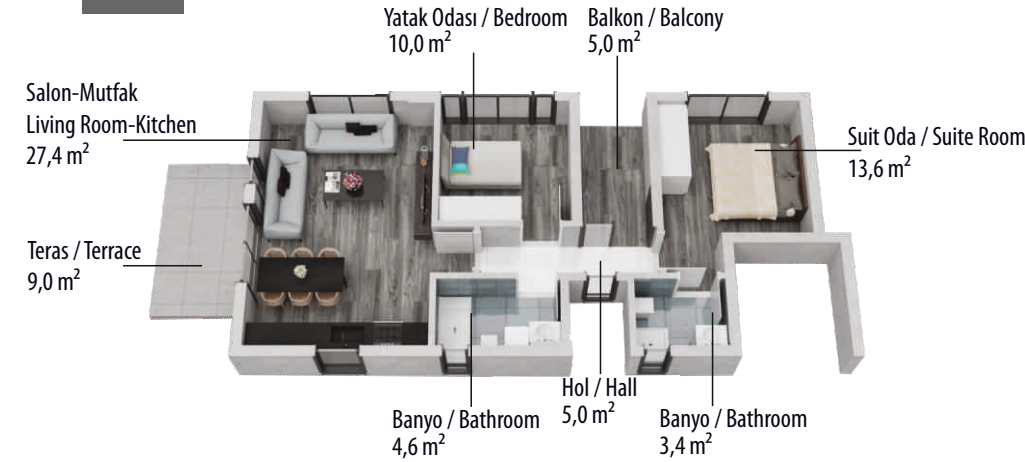 Yatak Odası / Bedroom
10,0 m²
Balkon / Balcony
5,0 m²
Salon-Mutfak
Living Room-Kitchen
27,4 m²
Suit Oda / Suite Room
13,6 m²
Teras / Terrace
9,0 m²
Hol / Hall
5,0 m²
Banyo / Bathroom
4,6 m²
Banyo / Bathroom
3,4 m²